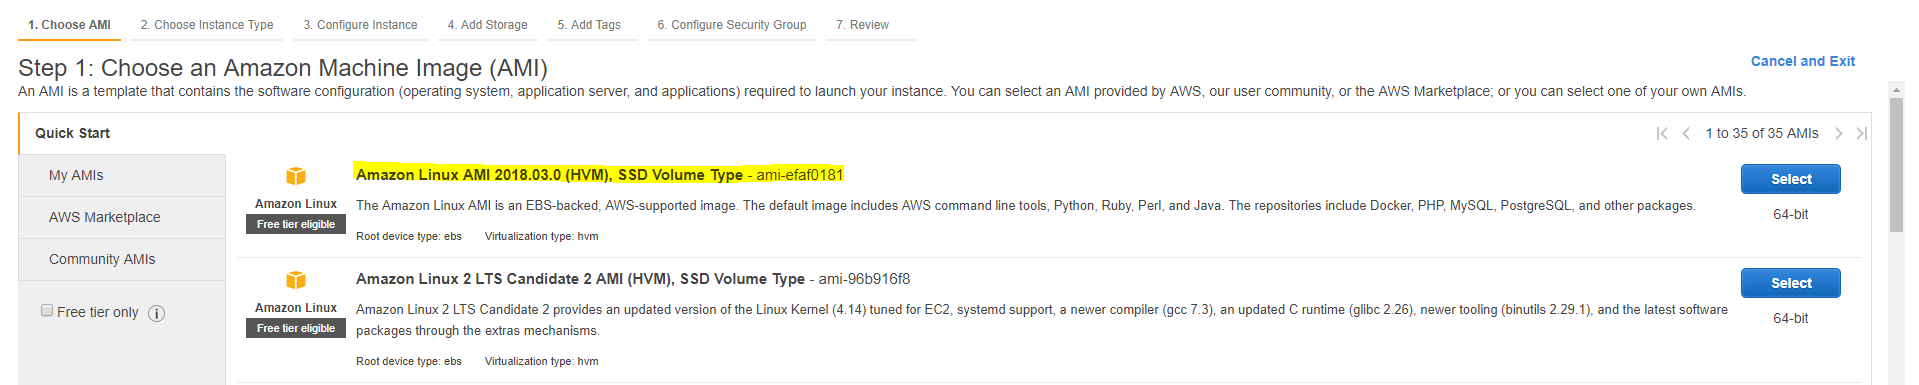 1. Choose AMI 2. Choose Instance Type 3. Configure Instance 4. Add Storage 5. Add Tags 6. Configure Security Group 7. Review
Step 1: Choose an Amazon Machine Image (AMI)
Cancel and Exit
An AMI is a template that contains the software configuration (operating system, application server, and applications) required to launch your instance. You can select an AMI provided by AWS, our user community, or the AWS Marketplace; or you can select one of your own AMIs.
Quick Start
My AMIs
AWS Marketplace
Community AMIs
Free tier only
1 to 35 of 35 AMIs
Amazon Linux
Free tier eligible
Amazon Linux AMI 2018.03.0 (HVM), SSD Volume Type - ami-efaf0181
The Amazon Linux AMI is an EBS-backed, AWS-supported image. The default image includes AWS command line tools, Python, Ruby, Perl, and Java. The repositories include Docker, PHP, MySQL, PostgreSQL, and other packages.
Root device type: ebs Virtualization type: hvm
Select
64-bit
Amazon Linux
Free tier eligible
Amazon Linux 2 LTS Candidate 2 AMI (HVM), SSD Volume Type - ami-96b916f8
Amazon Linux 2 LTS Candidate 2 provides an updated version of the Linux Kernel (4.14) tuned for EC2, systemd support, a newer compiler (gcc 7.3), an updated C runtime (glibc 2.26), newer tooling (binutils 2.29.1), and the latest software
packages through the extras mechanisms.
Root device type: ebs Virtualization type: hvm
Select
64-bit